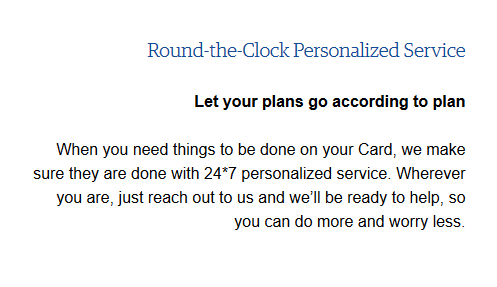 Round-the-Clock Personalized Service
Let your plans go according to plan
When you need things to be done on your Card, we make
sure they are done with 24*7 personalized service. Wherever
you are, just reach out to us and we’ll be ready to help, so
you can do more and worry less.